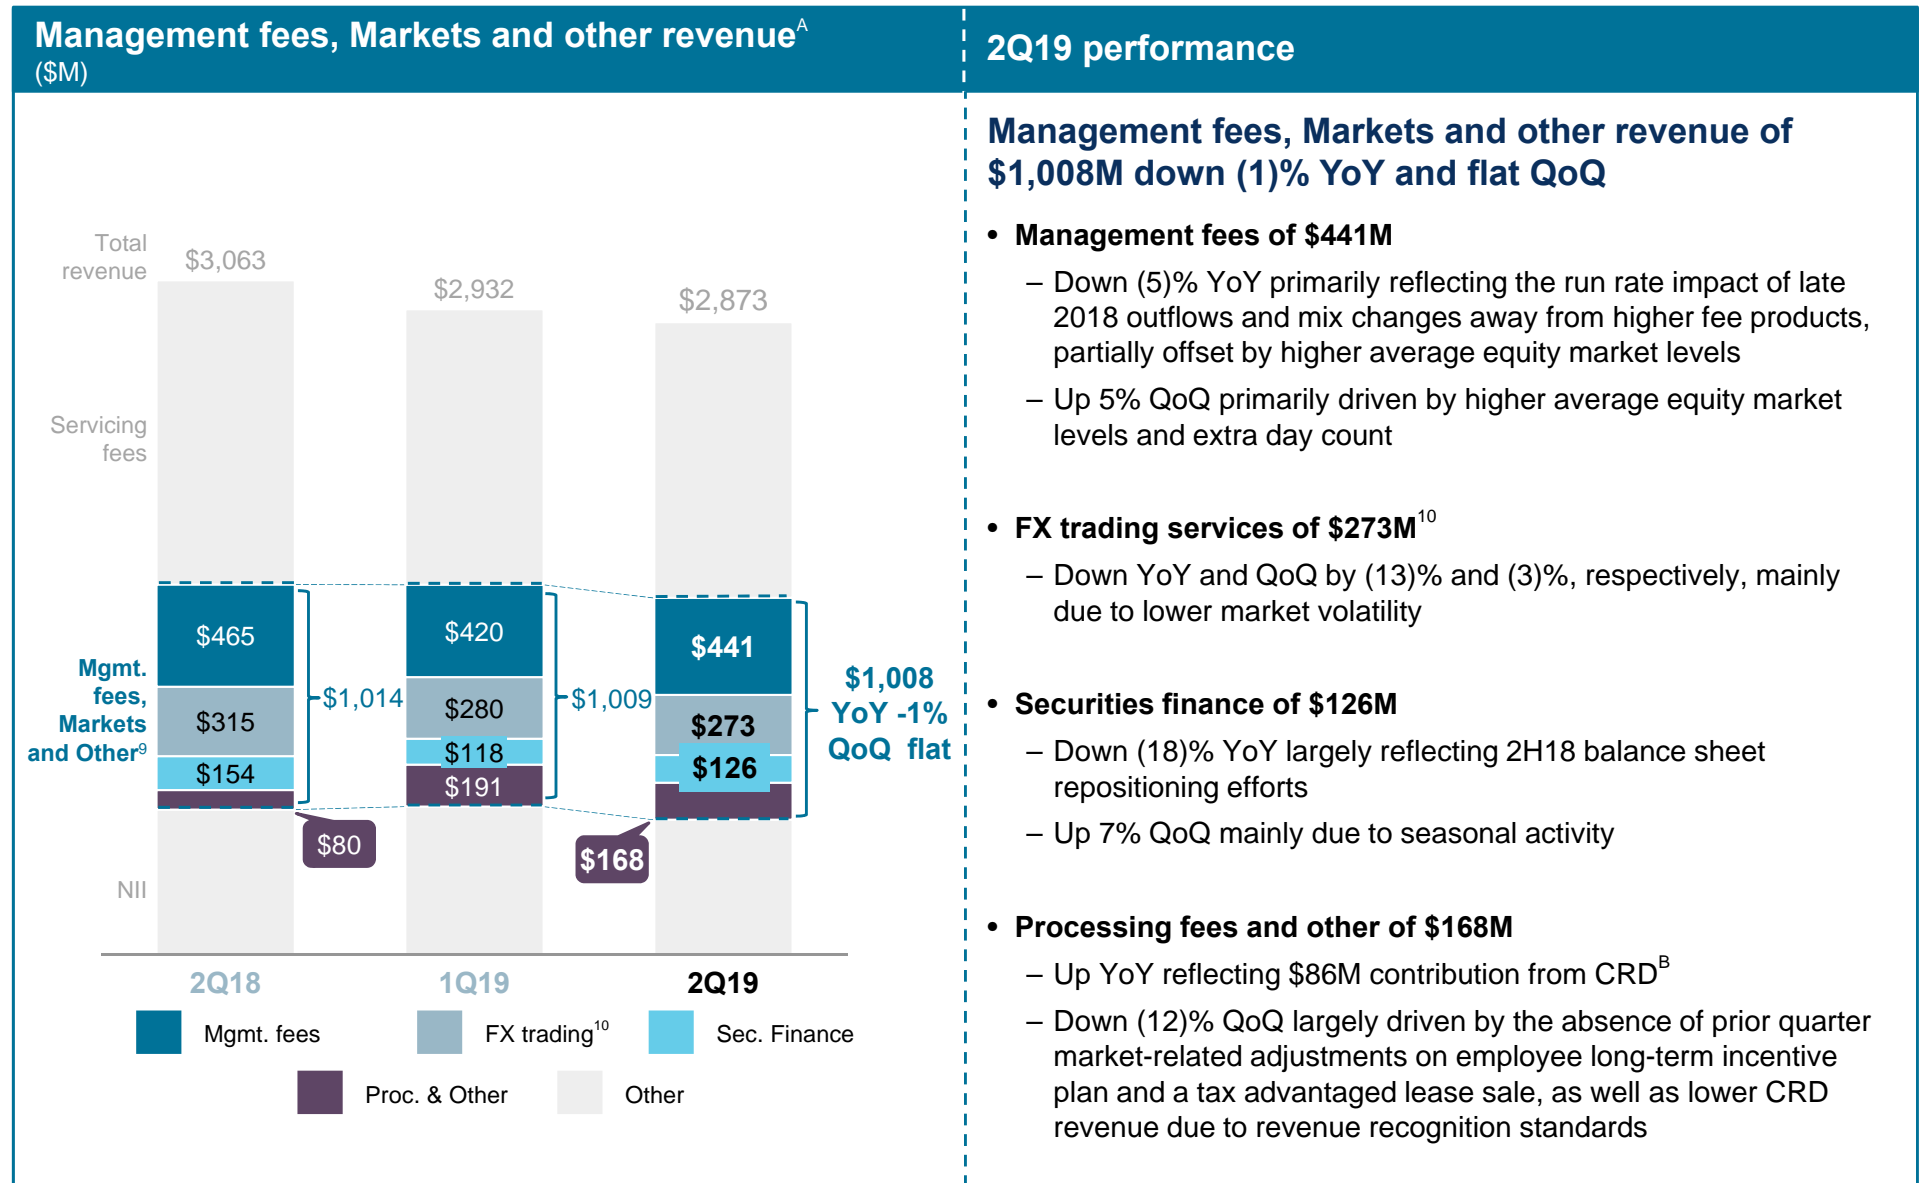 Management fees, Markets and other revenueA
($M)
Total
revenue
$3,063
$2,932
$2,873
Servicing
fees
Mgmt.
fees,
Markets
and Other9
$465
$315
$154
$80
$1,014
$420
$280
$118
$191
$1,009
$441
$273
$126
$168
$1,008
YoY -1%
QoQ flat
NII
2Q18
1Q19
2Q19
Mgmt. fees
FX trading10
Sec. Finance
Proc. & Other
Other
2Q19 performance
Management fees, Markets and other revenue of
$1,008M down (1)% YoY and flat QoQ
• Management fees of $441M
– Down (5)% YoY primarily reflecting the run rate impact of late
2018 outflows and mix changes away from higher fee products,
partially offset by higher average equity market levels
– Up 5% QoQ primarily driven by higher average equity market
levels and extra day count
• FX trading services of $273M10
– Down YoY and QoQ by (13)% and (3)%, respectively, mainly
due to lower market volatility
• Securities finance of $126M
– Down (18)% YoY largely reflecting 2H18 balance sheet
repositioning efforts
– Up 7% QoQ mainly due to seasonal activity
• Processing fees and other of $168M
– Up YoY reflecting $86M contribution from CRDB
– Down (12)% QoQ largely driven by the absence of prior quarter
market-related adjustments on employee long-term incentive
plan and a tax advantaged lease sale, as well as lower CRD
revenue due to revenue recognition standards